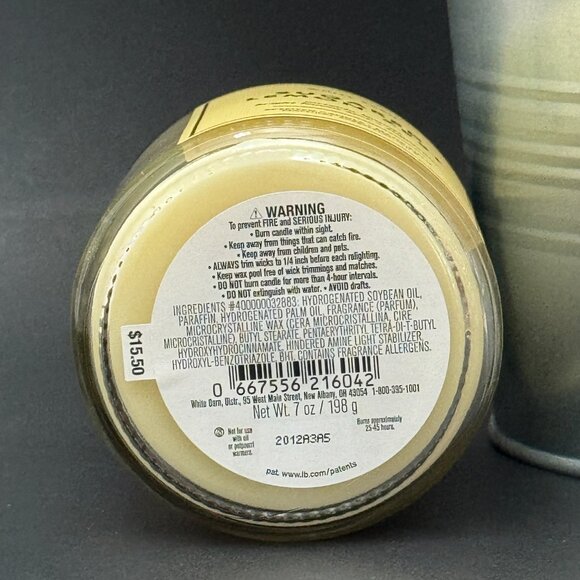 LEMON
⚠ WARNING
To prevent FIRE and SERIOUS INJURY:
• Burn candle within sight.
• Keep away from things that can catch fire.
• Keep away from children and pets.
• ALWAYS trim wicks to 1/4 inch before each relighting.
• Keep wax pool free of wick trimmings and matches.
• DO NOT burn candle for more than 4-hour intervals.
• DO NOT extinguish with water. • AVOID drafts.
INGREDIENTS #400000032883: HYDROGENATED SOYBEAN OIL,
PARAFFIN, HYDROGENATED PALM OIL, FRAGRANCE (PARFUM),
MICROCRYSTALLINE WAX (CERA MICROCRISTALLINA, CIRE
MICROCRISTALLINE), BUTYL STEARATE, PENTAERYTHRITYL TETRA-DI-T-BUTYL
HYDROXYHYDROCINNAMATE, HINDERED AMINE LIGHT STABILIZER
HYDROXYL-BENZOTRIAZOLE, BHT, CONTAINS FRAGRANCE ALLERGENS.
$15.50
0 667556 216042
White Barn, Distr., 95 West Main Street, New Albany, OH 43054 1-800-395-1001
Net Wt. 7 oz / 198 g
Not for use
with oil
or potpourri
warmers.
2012A3A5
Burns approximately
25-45 hours.
pat. www.lb.com/patents